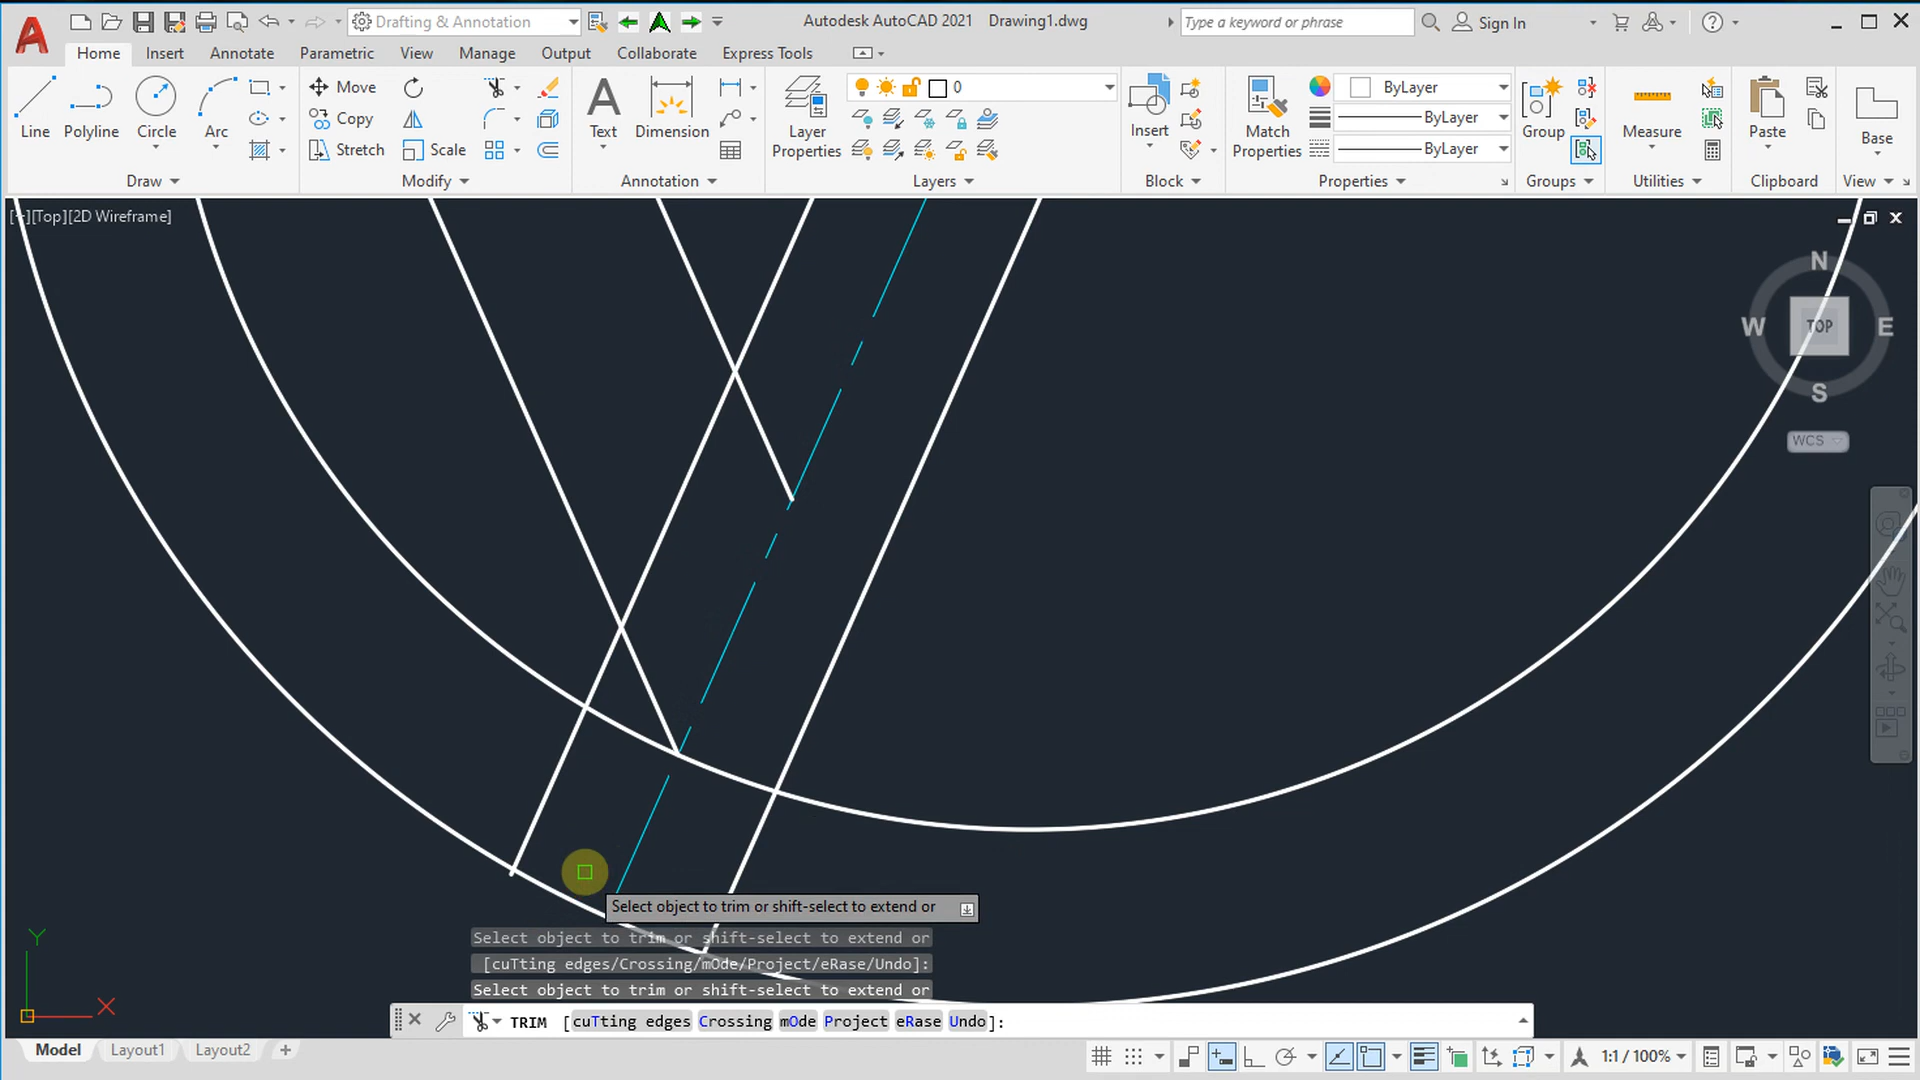 Drafting & Annotation
Autodesk AutoCAD 2021 Drawing1.dwg
Type a keyword or phrase
Sign In
Home Insert Annotate Parametric View Manage Output Collaborate Express Tools
Line Polyline Circle Arc
Move
Copy
Stretch
Scale
Text Dimension
Layer
Properties
0
Insert
Match
Properties
ByLayer
ByLayer
ByLayer
Group
Measure
Paste
Base
Draw Modify Annotation Layers Block Properties Groups Utilities Clipboard View
[-][Top][2D Wireframe]
N
W TOP E
S
WCS
Select object to trim or shift-select to extend or
Select object to trim or shift-select to extend or
[cuTting edges/Crossing/mOde/Project/eRase/Undo]:
Select object to trim or shift-select to extend or
Y
X
TRIM [cuTting edges Crossing mOde Project eRase Undo]:
Model Layout1 Layout2 +
1:1 / 100%